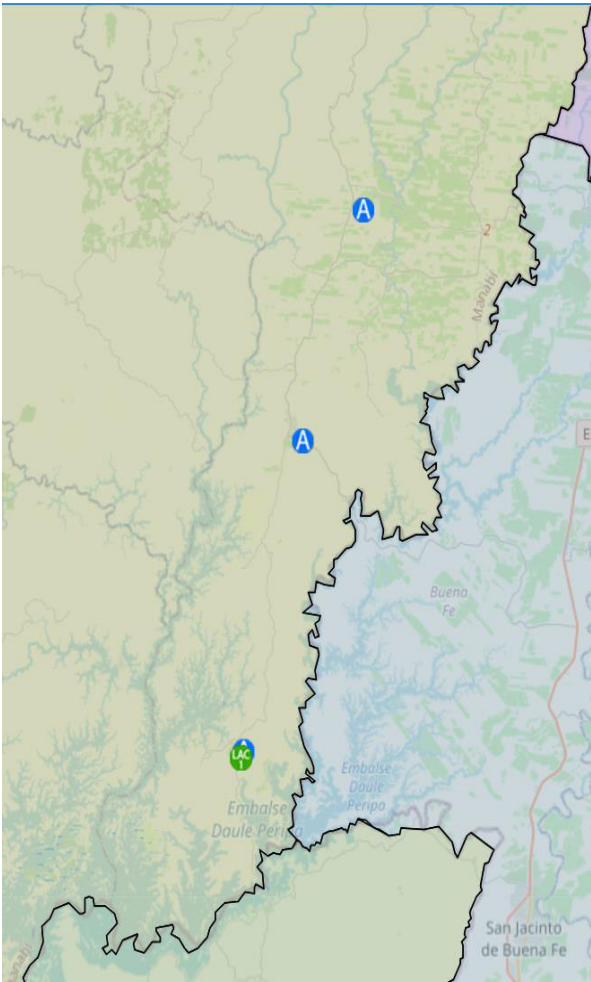 A
2
Manabí
A
E
Buena
Fe
LAC
1
Embalse
Daule
Peripa
Embalse
Daule Peripa
San Jacinto
de Buena Fe